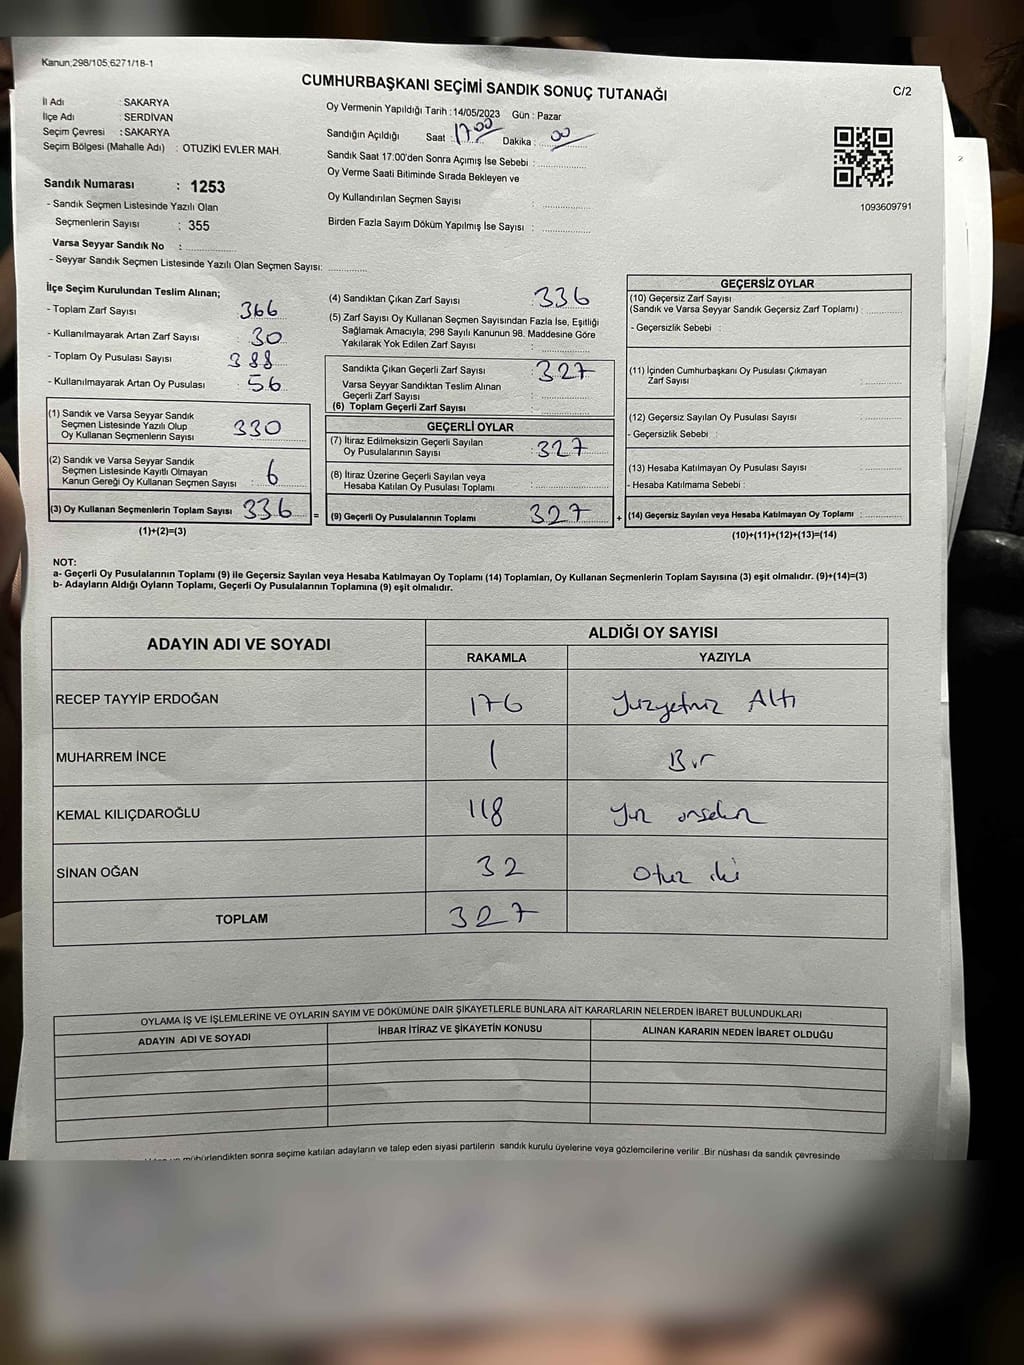 Kanun;298/105,6271/18-1
CUMHURBAŞKANI SEÇİMİ SANDIK SONUÇ TUTANAĞI
C/2
İl Adı : SAKARYA
İlçe Adı : SERDİVAN
Seçim Çevresi : SAKARYA
Seçim Bölgesi (Mahalle Adı) : OTUZİKİ EVLER MAH.
Sandık Numarası : 1253
- Sandık Seçmen Listesinde Yazılı Olan
Seçmenlerin Sayısı : 355
Varsa Seyyar Sandık No :
- Seyyar Sandık Seçmen Listesinde Yazılı Olan Seçmen Sayısı:
Oy Vermenin Yapıldığı Tarih : 14/05/2023 Gün : Pazar
Sandığın Açıldığı Saat : 17:00 Dakika : 00
Sandık Saat 17:00'den Sonra Açımış İse Sebebi :
Oy Verme Saati Bitiminde Sırada Bekleyen ve
Oy Kullandırılan Seçmen Sayısı :
Birden Fazla Sayım Döküm Yapılmış İse Sayısı :
1093609791
İlçe Seçim Kurulundan Teslim Alınan;
- Toplam Zarf Sayısı : 366
- Kullanılmayarak Artan Zarf Sayısı : 30
- Toplam Oy Pusulası Sayısı : 388
- Kullanılmayarak Artan Oy Pusulası : 56
(1) Sandık ve Varsa Seyyar Sandık
Seçmen Listesinde Yazılı Olup
Oy Kullanan Seçmenlerin Sayısı : 330
(2) Sandık ve Varsa Seyyar Sandık
Seçmen Listesinde Kayıtlı Olmayan
Kanun Gereği Oy Kullanan Seçmen Sayısı : 6
(3) Oy Kullanan Seçmenlerin Toplam Sayısı : 336
(1)+(2)=(3)
(4) Sandıktan Çıkan Zarf Sayısı : 336
(5) Zarf Sayısı Oy Kullanan Seçmen Sayısından Fazla İse, Eşitliği
Sağlamak Amacıyla, 298 Sayılı Kanunun 98. Maddesine Göre
Yakılarak Yok Edilen Zarf Sayısı :
Sandıkta Çıkan Geçerli Zarf Sayısı : 327
Varsa Seyyar Sandıktan Teslim Alınan
Geçerli Zarf Sayısı :
(6) Toplam Geçerli Zarf Sayısı :
GEÇERLİ OYLAR
(7) İtiraz Edilmeksizin Geçerli Sayılan
Oy Pusulalarının Sayısı : 327
(8) İtiraz Üzerine Geçerli Sayılan veya
Hesaba Katılan Oy Pusulası Toplamı :
= (9) Geçerli Oy Pusulalarının Toplamı : 327
GEÇERSİZ OYLAR
(10) Geçersiz Zarf Sayısı
(Sandık ve Varsa Seyyar Sandık Geçersiz Zarf Toplamı) :
- Geçersizlik Sebebi :
(11) İçinden Cumhurbaşkanı Oy Pusulası Çıkmayan
Zarf Sayısı :
(12) Geçersiz Sayılan Oy Pusulası Sayısı :
- Geçersizlik Sebebi :
(13) Hesaba Katılmayan Oy Pusulası Sayısı :
- Hesaba Katılmama Sebebi :
+ (14) Geçersiz Sayılan veya Hesaba Katılmayan Oy Toplamı :
(10)+(11)+(12)+(13)=(14)
NOT:
a- Geçerli Oy Pusulalarının Toplamı (9) ile Geçersiz Sayılan veya Hesaba Katılmayan Oy Toplamı (14) Toplamları, Oy Kullanan Seçmenlerin Toplam Sayısına (3) eşit olmalıdır. (9)+(14)=(3)
b- Adayların Aldığı Oyların Toplamı, Geçerli Oy Pusulalarının Toplamına (9) eşit olmalıdır.
ADAYIN ADI VE SOYADI
ALDIĞI OY SAYISI
RAKAMLA YAZIYLA
RECEP TAYYİP ERDOĞAN 176 Yüzyetmiz Altı
MUHARREM İNCE 1 Bir
KEMAL KILIÇDAROĞLU 118 Yüz onsekiz
SİNAN OĞAN 32 Otuz iki
TOPLAM 327
OYLAMA İŞ VE İŞLEMLERİNE VE OYLARIN SAYIM VE DÖKÜMÜNE DAİR ŞİKAYETLERLE BUNLARA AİT KARARLARIN NELERDEN İBARET BULUNDUKLARI
ADAYIN ADI VE SOYADI İHBAR İTİRAZ VE ŞİKAYETİN KONUSU ALINAN KARARIN NEDEN İBARET OLDUĞU
mühürlendikten sonra seçime katılan adayların ve talep eden siyasi partilerin sandık kurulu üyelerine veya gözlemcilerine verilir .Bir nüshası da sandık çevresinde
2